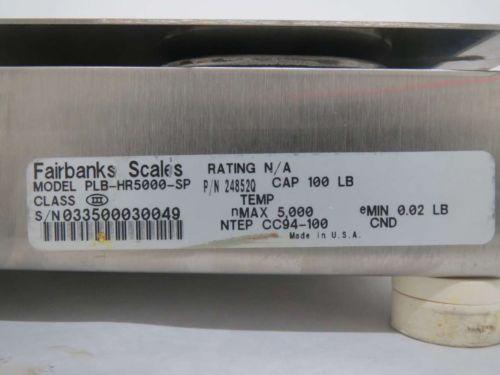 Fairbanks Scales RATING N/A
MODEL PLB-HR5000-SP P/N 24852Q CAP 100 LB
CLASS III TEMP
S/N 033500030049 nMAX 5,000 eMIN 0.02 LB
NTEP CC94-100 CND
Made in U.S.A.